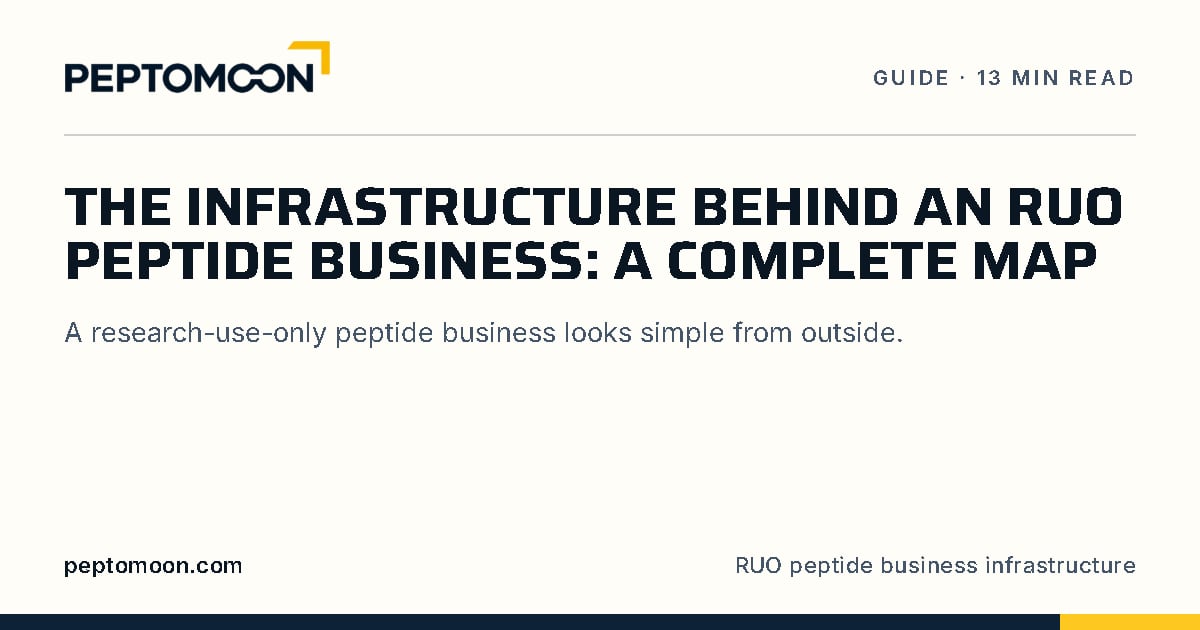 PEPTOMOON
GUIDE · 13 MIN READ
THE INFRASTRUCTURE BEHIND AN RUO
PEPTIDE BUSINESS: A COMPLETE MAP
A research-use-only peptide business looks simple from outside.
peptomoon.com
RUO peptide business infrastructure